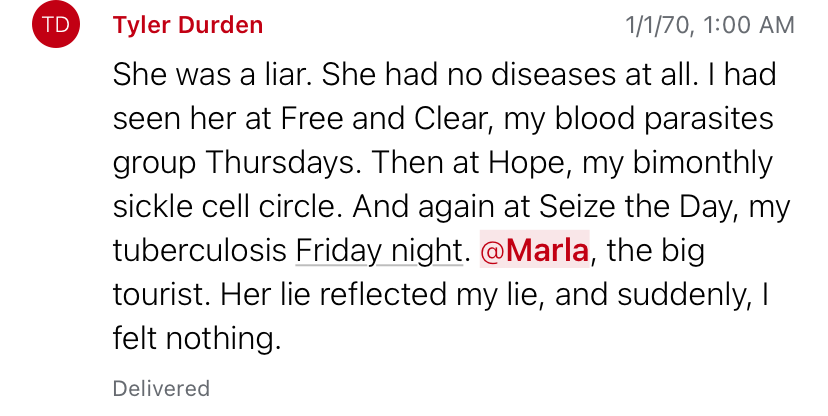 TD
Tyler Durden
1/1/70, 1:00 AM
She was a liar. She had no diseases at all. I had
seen her at Free and Clear, my blood parasites
group Thursdays. Then at Hope, my bimonthly
sickle cell circle. And again at Seize the Day, my
tuberculosis Friday night. @Marla, the big
tourist. Her lie reflected my lie, and suddenly, I
felt nothing.
Delivered